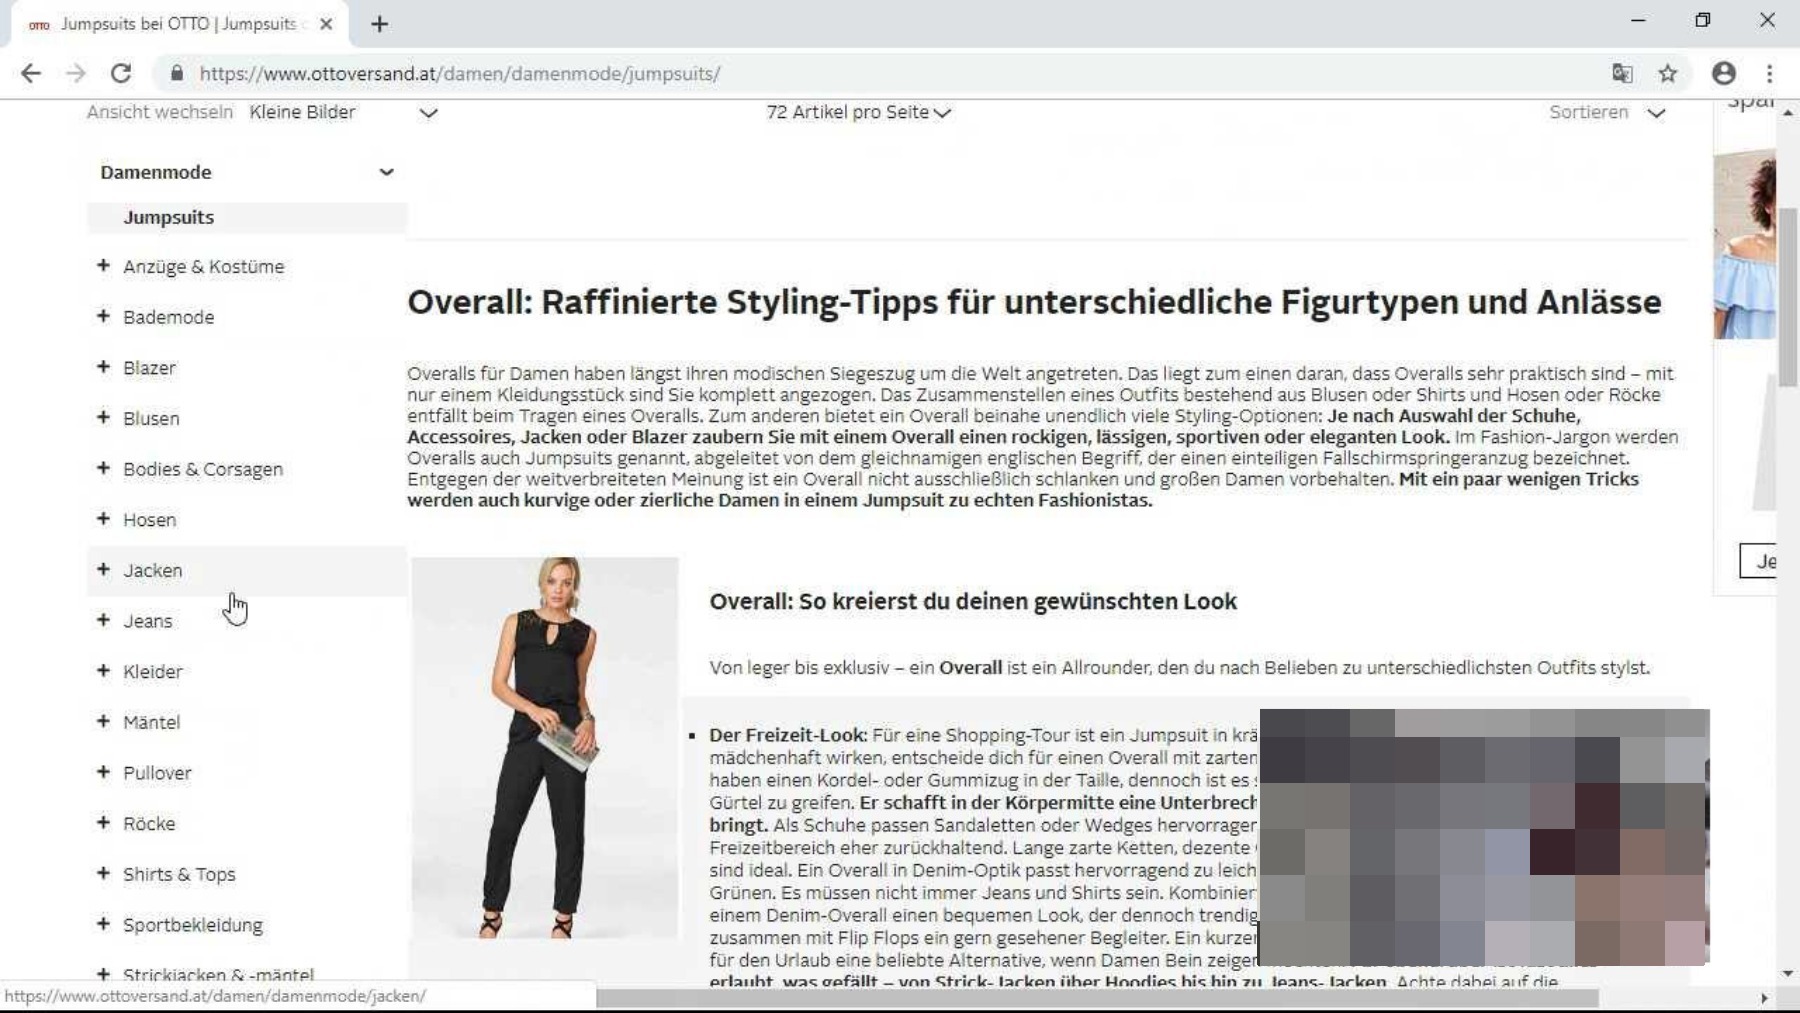 OTTO Jumpsuits bei OTTO | Jumpsuits
https://www.ottoversand.at/damen/damenmode/jumpsuits/
Ansicht wechseln Kleine Bilder
72 Artikel pro Seite
Sortieren
Damenmode
Jumpsuits
+ Anzüge & Kostüme
+ Bademode
+ Blazer
+ Blusen
+ Bodies & Corsagen
+ Hosen
+ Jacken
+ Jeans
+ Kleider
+ Mäntel
+ Pullover
+ Röcke
+ Shirts & Tops
+ Sportbekleidung
+ Strickjacken & -mäntel
Overall: Raffinierte Styling-Tipps für unterschiedliche Figurtypen und Anlässe
Overalls für Damen haben längst ihren modischen Siegeszug um die Welt angetreten. Das liegt zum einen daran, dass Overalls sehr praktisch sind – mit
nur einem Kleidungsstück sind Sie komplett angezogen. Das Zusammenstellen eines Outfits bestehend aus Blusen oder Shirts und Hosen oder Röcke
entfällt beim Tragen eines Overalls. Zum anderen bietet ein Overall beinahe unendlich viele Styling-Optionen: Je nach Auswahl der Schuhe,
Accessoires, Jacken oder Blazer zaubern Sie mit einem Overall einen rockigen, lässigen, sportiven oder eleganten Look. Im Fashion-Jargon werden
Overalls auch Jumpsuits genannt, abgeleitet von dem gleichnamigen englischen Begriff, der einen einteiligen Fallschirmspringeranzug bezeichnet.
Entgegen der weitverbreiteten Meinung ist ein Overall nicht ausschließlich schlanken und großen Damen vorbehalten. Mit ein paar wenigen Tricks
werden auch kurvige oder zierliche Damen in einem Jumpsuit zu echten Fashionistas.
Overall: So kreierst du deinen gewünschten Look
Von leger bis exklusiv – ein Overall ist ein Allrounder, den du nach Belieben zu unterschiedlichsten Outfits stylst.
▪ Der Freizeit-Look: Für eine Shopping-Tour ist ein Jumpsuit in krä
mädchenhaft wirken, entscheide dich für einen Overall mit zarten
haben einen Kordel- oder Gummizug in der Taille, dennoch ist es
Gürtel zu greifen. Er schafft in der Körpermitte eine Unterbrech
bringt. Als Schuhe passen Sandaletten oder Wedges hervorragen
Freizeitbereich eher zurückhaltend. Lange zarte Ketten, dezente
sind ideal. Ein Overall in Denim-Optik passt hervorragend zu leich
Grünen. Es müssen nicht immer Jeans und Shirts sein. Kombinier
einem Denim-Overall einen bequemen Look, der dennoch trendig
zusammen mit Flip Flops ein gern gesehener Begleiter. Ein kurzer
für den Urlaub eine beliebte Alternative, wenn Damen Bein zeigen
erlaubt, was gefällt – von Strick-Jacken über Hoodies bis hin zu Jeans-Jacken. Achte dabei auf die
Je
https://www.ottoversand.at/damen/damenmode/jacken/